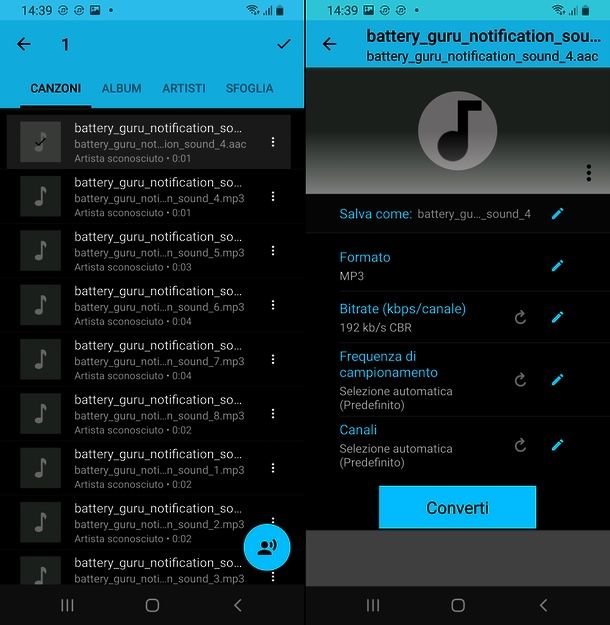 14:39
1
CANZONI ALBUM ARTISTI SFOGLIA
battery_guru_notification_so...
battery_guru_not...ion_sound_4.aac
Artista sconosciuto • 0:01
battery_guru_notification_so...
battery_guru_noti...n_sound_4.mp3
Artista sconosciuto • 0:01
battery_guru_notification_so...
battery_guru_noti...n_sound_5.mp3
Artista sconosciuto • 0:03
battery_guru_notification_so...
battery_guru_noti...n_sound_6.mp3
Artista sconosciuto • 0:04
battery_guru_notification_so...
battery_guru_noti...n_sound_7.mp3
Artista sconosciuto • 0:04
battery_guru_notification_so...
battery_guru_noti...n_sound_8.mp3
Artista sconosciuto • 0:02
battery_guru_notification_so...
battery_guru_noti...n_sound_1.mp3
Artista sconosciuto • 0:02
battery_guru_notification_so...
battery_guru_noti...n_sound_2.mp3
Artista sconosciuto • 0:02
battery_guru_notification_so...
battery_guru_noti...n_sound_3.mp3
14:39
battery_guru_notification_sou...
battery_guru_notification_sound_4.aac
Salva come: battery_gu..._sound_4
Formato
MP3
Bitrate (kbps/canale)
192 kb/s CBR
Frequenza di
campionamento
Selezione automatica
(Predefinito)
Canali
Selezione automatica
(Predefinito)
Converti